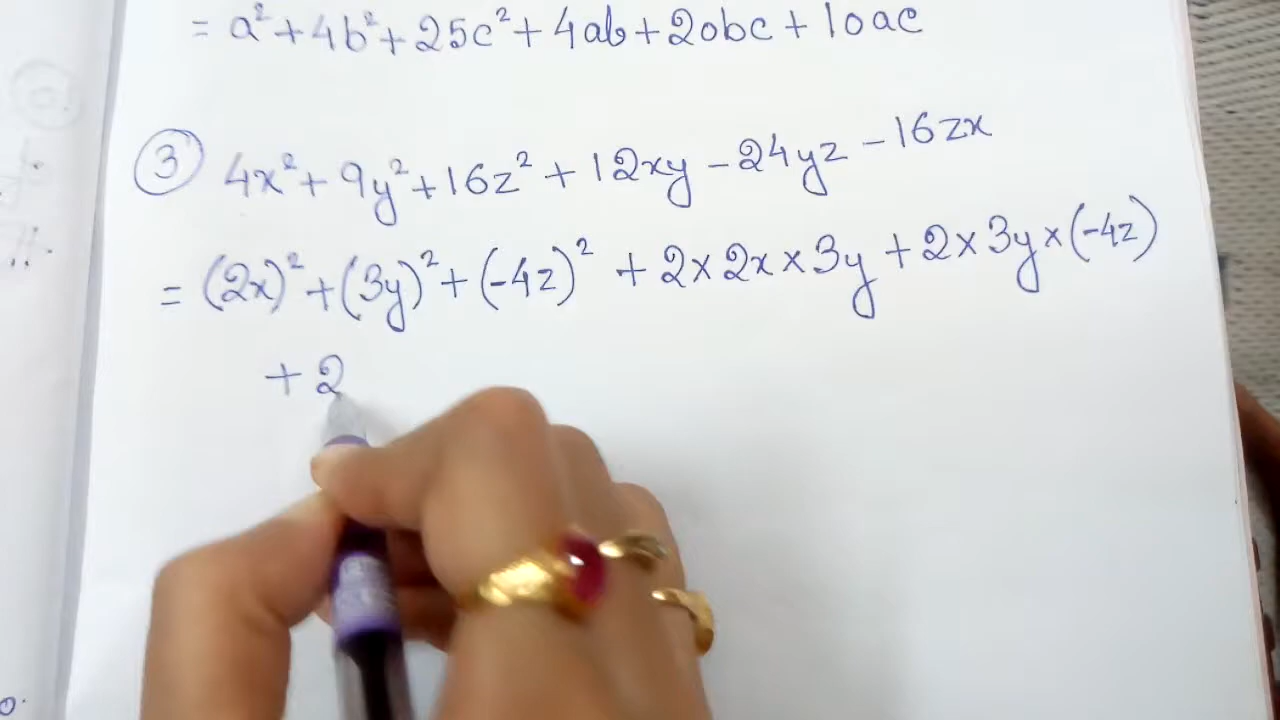 = a² + 4b² + 25c² + 4ab + 20bc + 10ac
③ 4x² + 9y² + 16z² + 12xy - 24yz - 16zx
= (2x)² + (3y)² + (-4z)² + 2 × 2x × 3y + 2 × 3y × (-4z)
+ 2